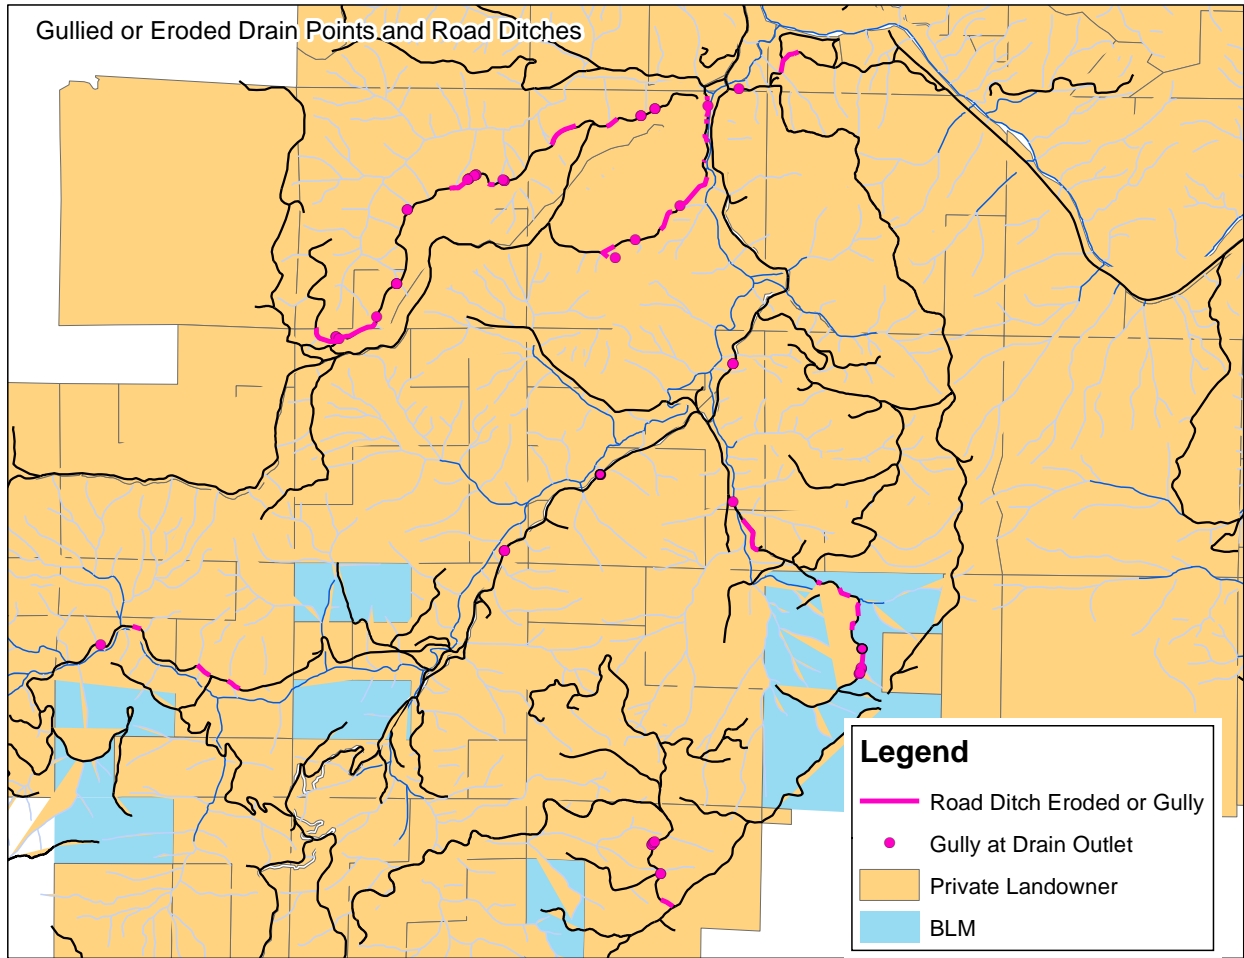 Gullied or Eroded Drain Points and Road Ditches
Legend
Road Ditch Eroded or Gully
Gully at Drain Outlet
Private Landowner
BLM